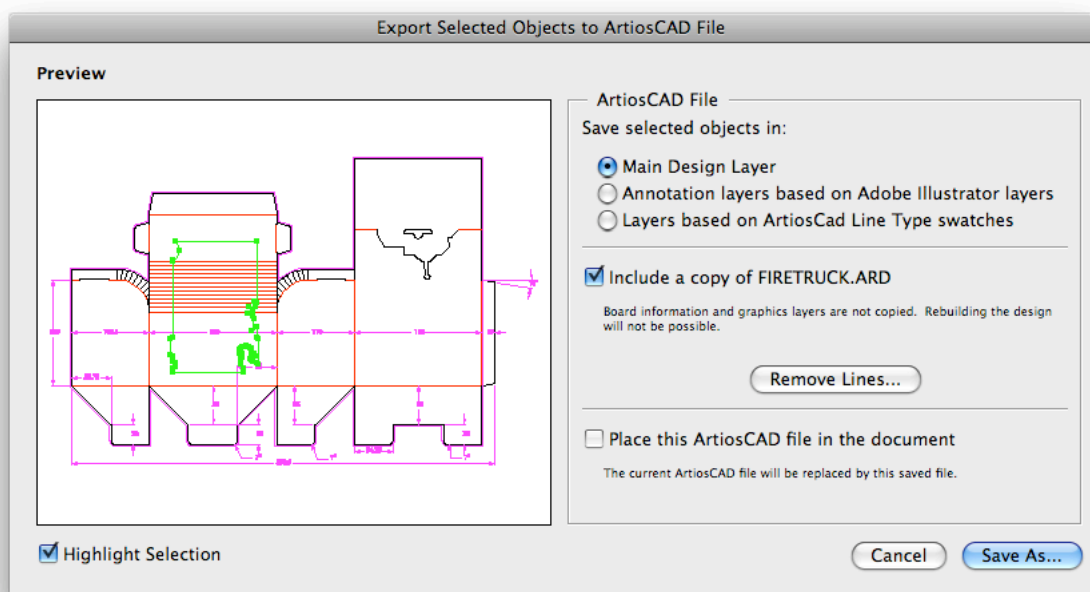 Export Selected Objects to ArtiosCAD File
Preview
ArtiosCAD File
Save selected objects in:
Main Design Layer
Annotation layers based on Adobe Illustrator layers
Layers based on ArtiosCad Line Type swatches
Include a copy of FIRETRUCK.ARD
Board information and graphics layers are not copied. Rebuilding the design
will not be possible.
Remove Lines...
Place this ArtiosCAD file in the document
The current ArtiosCAD file will be replaced by this saved file.
Highlight Selection
Cancel
Save As...